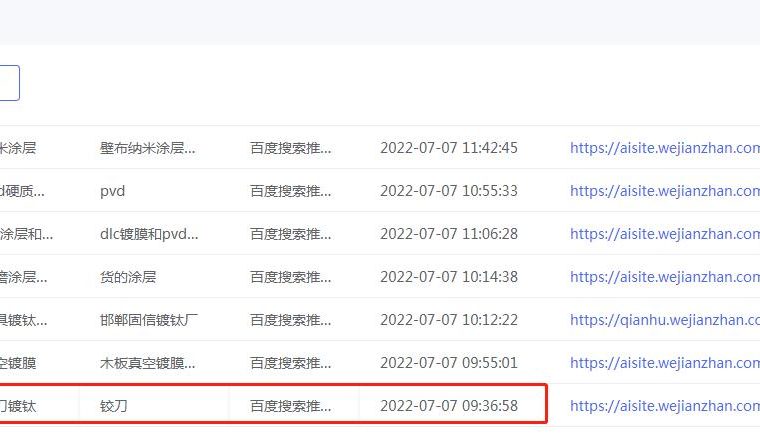 米涂层 壁布纳米涂层... 百度搜索推... 2022-07-07 11:42:45 https://aisite.wejianzhan.com
d硬质... pvd 百度搜索推... 2022-07-07 10:55:33 https://aisite.wejianzhan.com
涂层和... dlc镀膜和pvd... 百度搜索推... 2022-07-07 11:06:28 https://aisite.wejianzhan.com
涂层... 货的涂层 百度搜索推... 2022-07-07 10:14:38 https://aisite.wejianzhan.com
具镀钛... 邯郸固信镀钛厂 百度搜索推... 2022-07-07 10:12:22 https://qianhu.wejianzhan.co
空镀膜 木板真空镀膜... 百度搜索推... 2022-07-07 09:55:01 https://aisite.wejianzhan.com
刀镀钛 铰刀 百度搜索推... 2022-07-07 09:36:58 https://aisite.wejianzhan.com